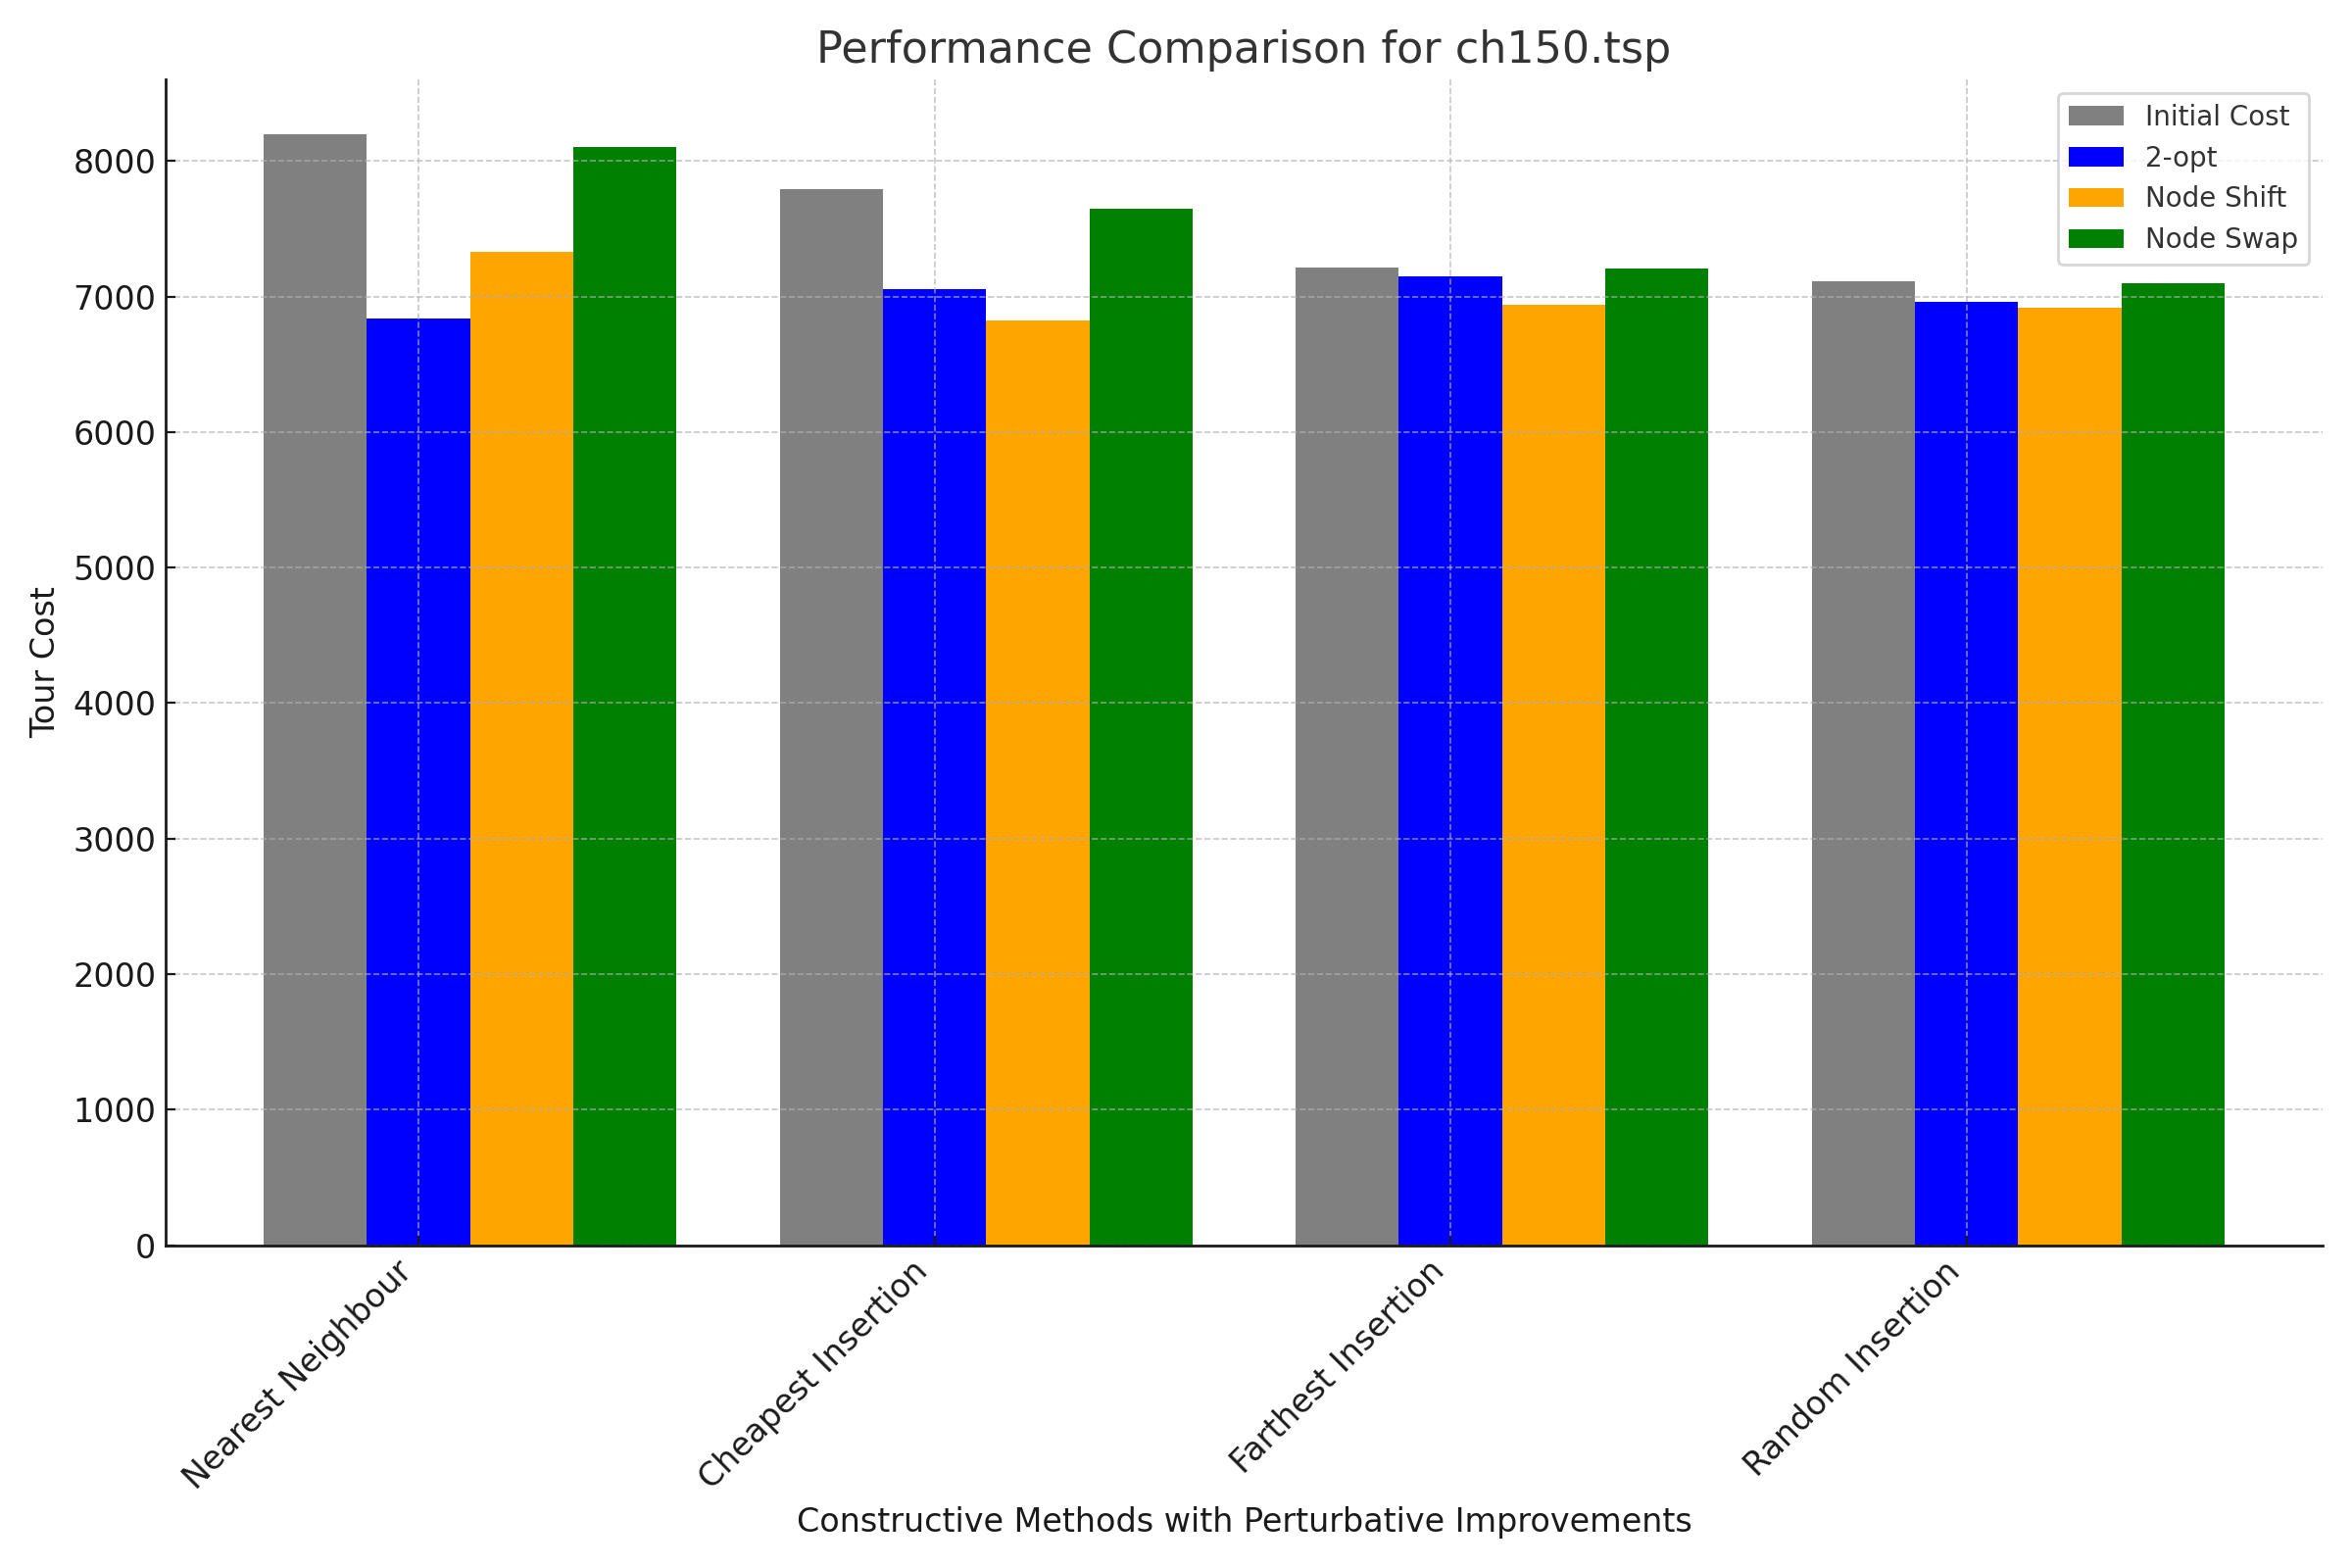 Performance Comparison for ch150.tsp
Initial Cost
2-opt
Node Shift
Node Swap
Tour Cost
8000
7000
6000
5000
4000
3000
2000
1000
0
Nearest Neighbour
Cheapest Insertion
Farthest Insertion
Random Insertion
Constructive Methods with Perturbative Improvements